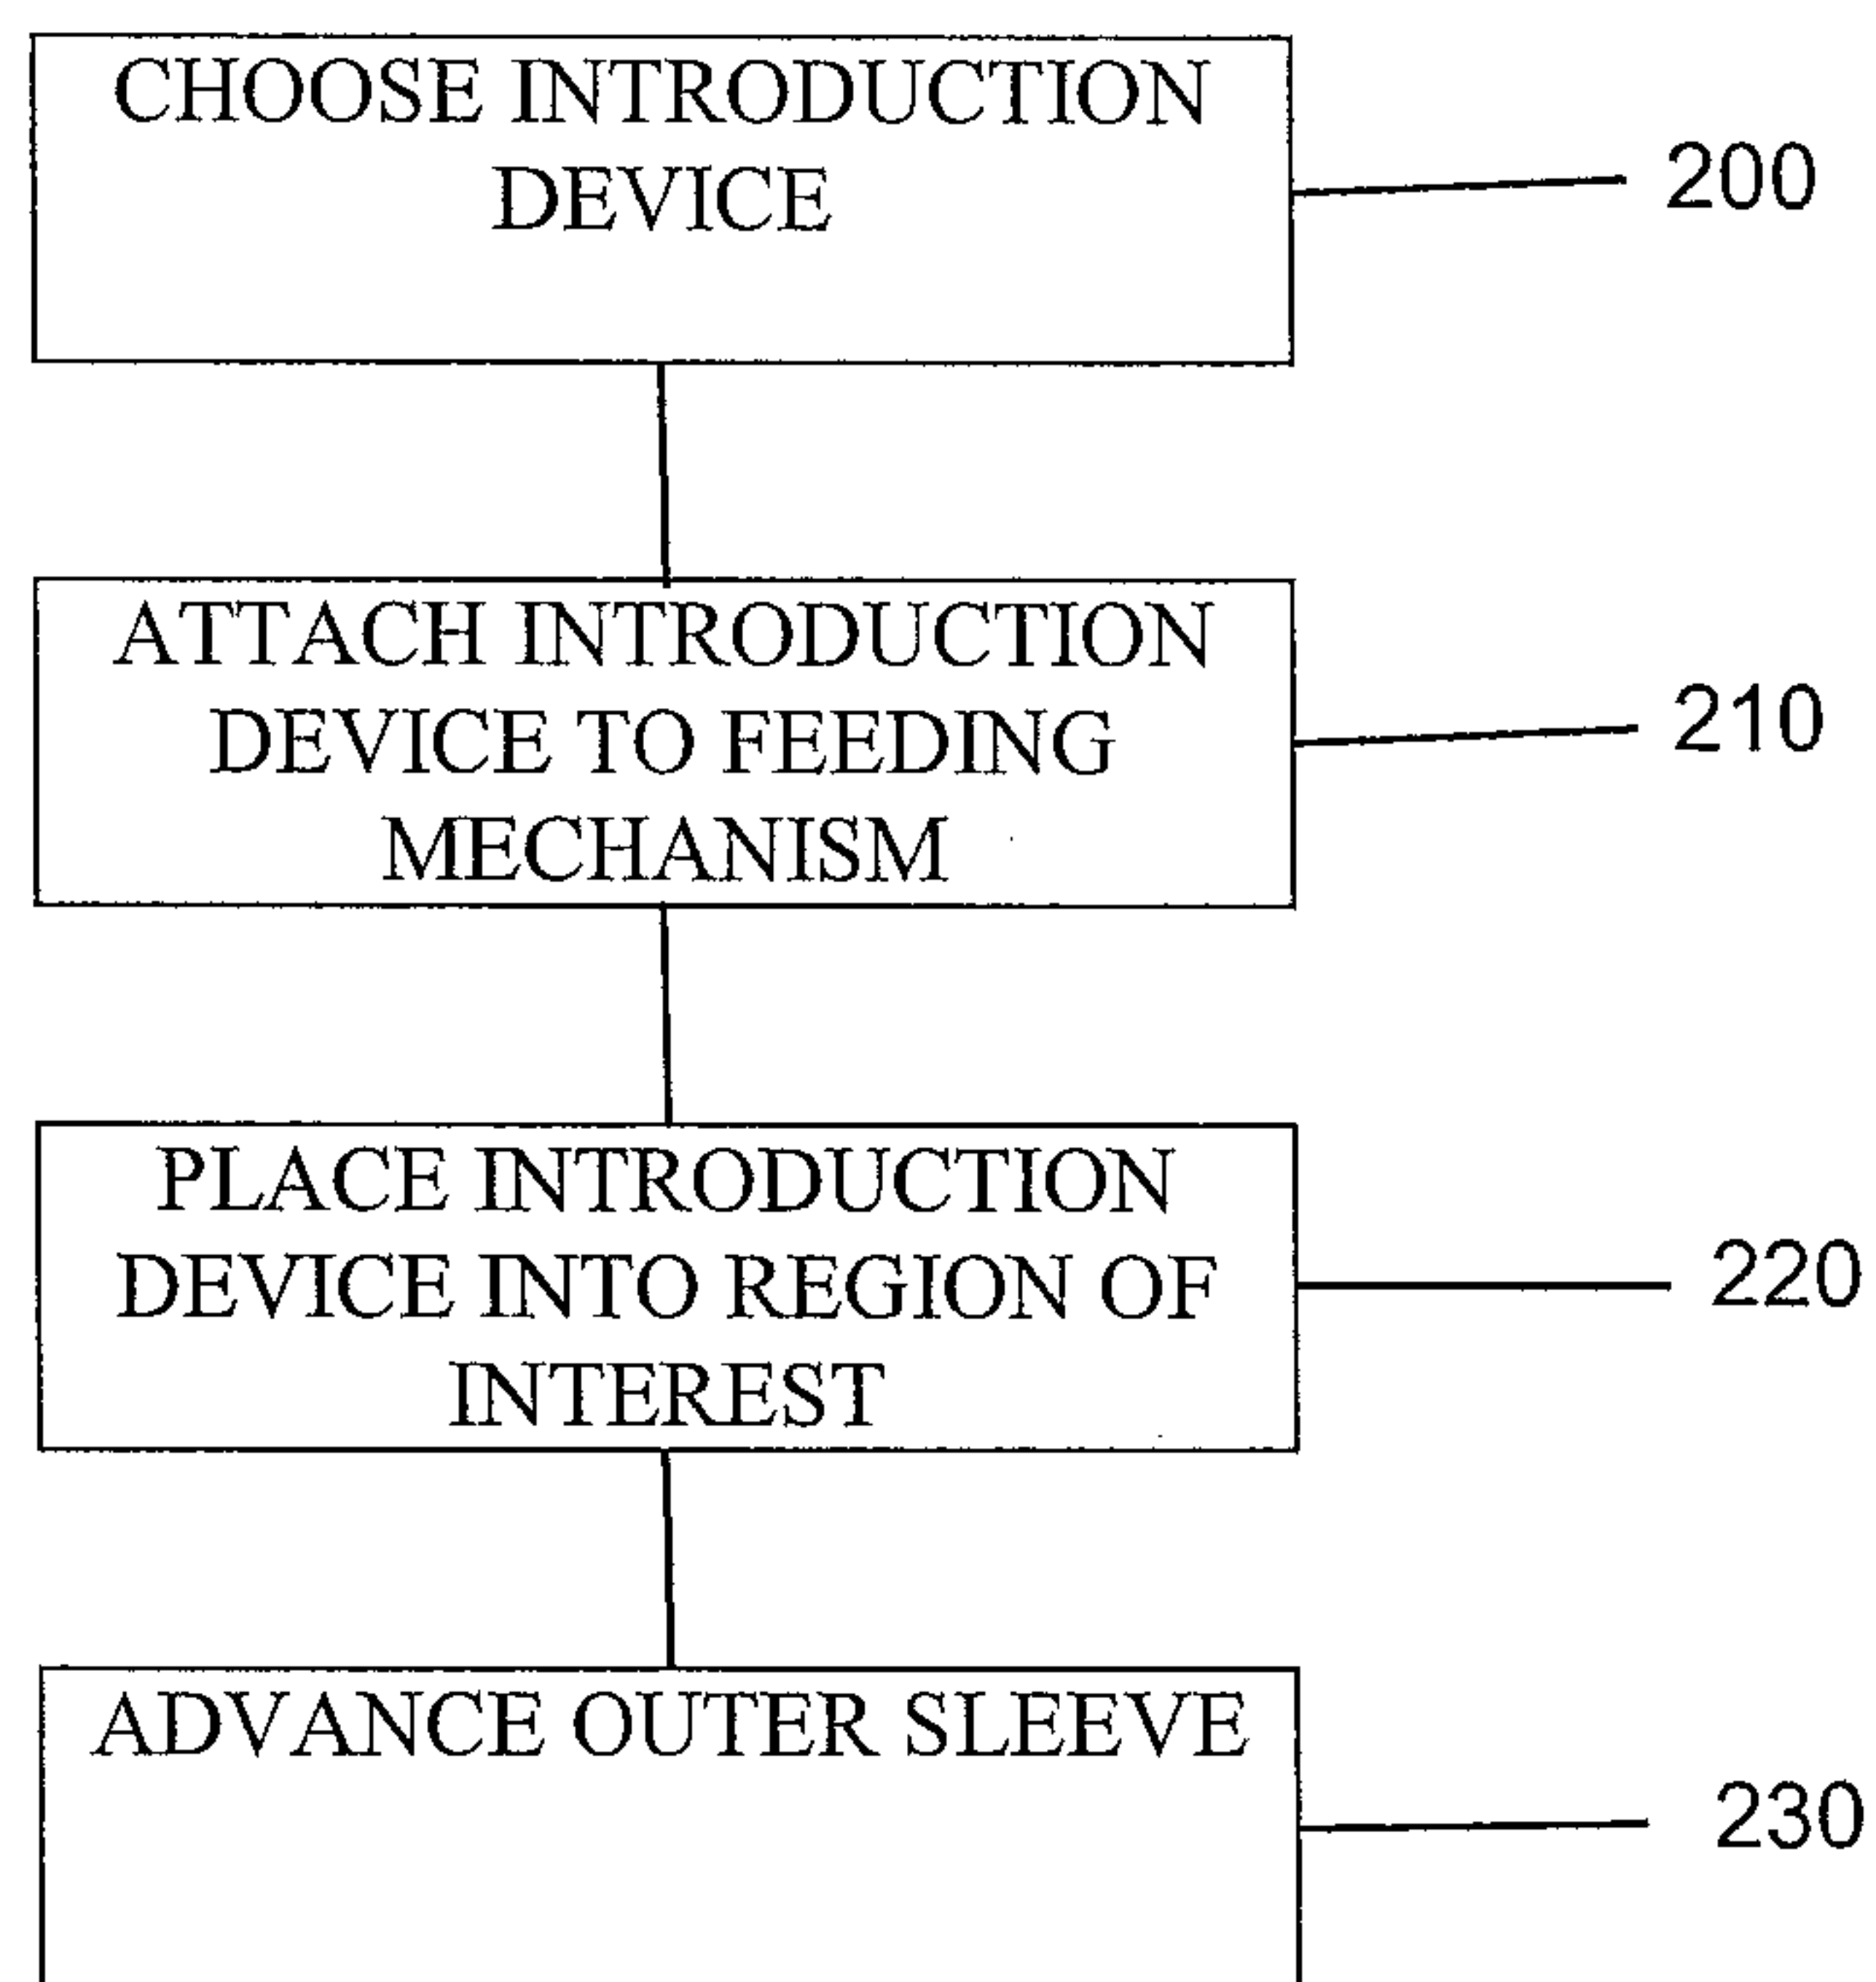 CHOOSE INTRODUCTION
DEVICE
200
ATTACH INTRODUCTION
DEVICE TO FEEDING
MECHANISM
210
PLACE INTRODUCTION
DEVICE INTO REGION OF
INTEREST
220
ADVANCE OUTER SLEEVE
230